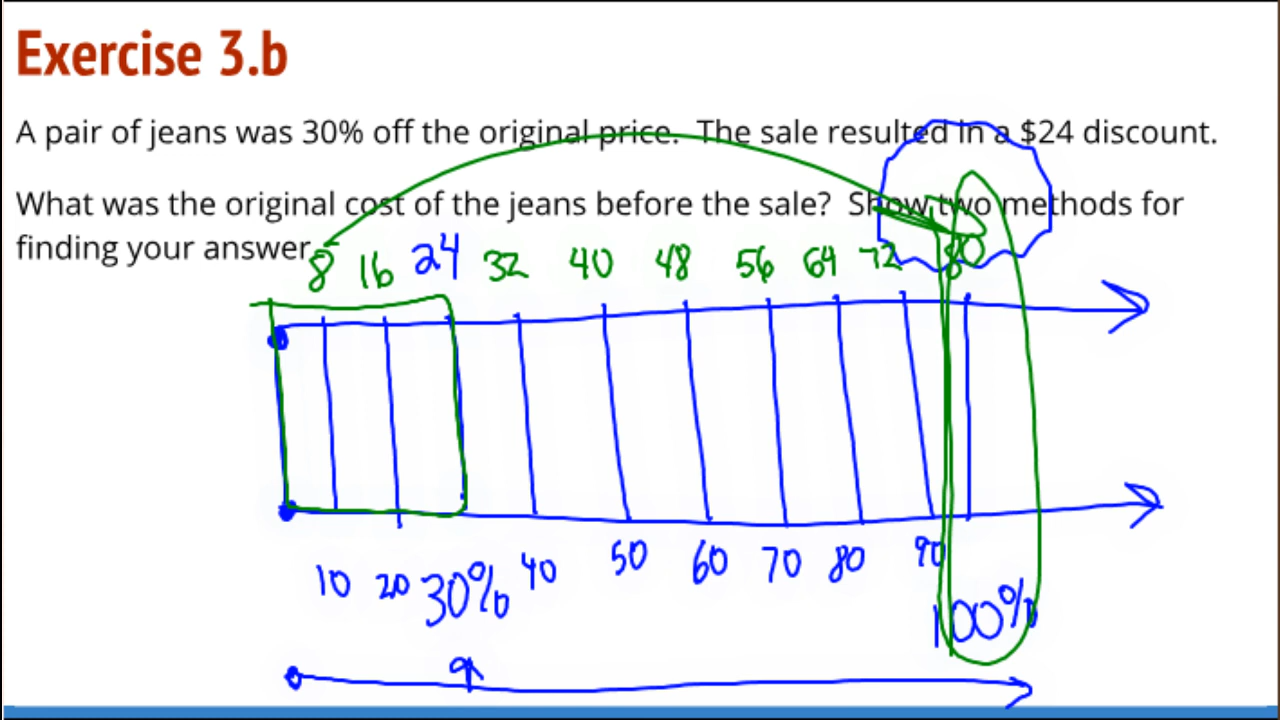 Exercise 3.b
A pair of jeans was 30% off the original price. The sale resulted in a $24 discount.
What was the original cost of the jeans before the sale? Show two methods for
finding your answer.
8 16 24 32 40 48 56 64 72 80
10 20 30% 40 50 60 70 80 90 100%